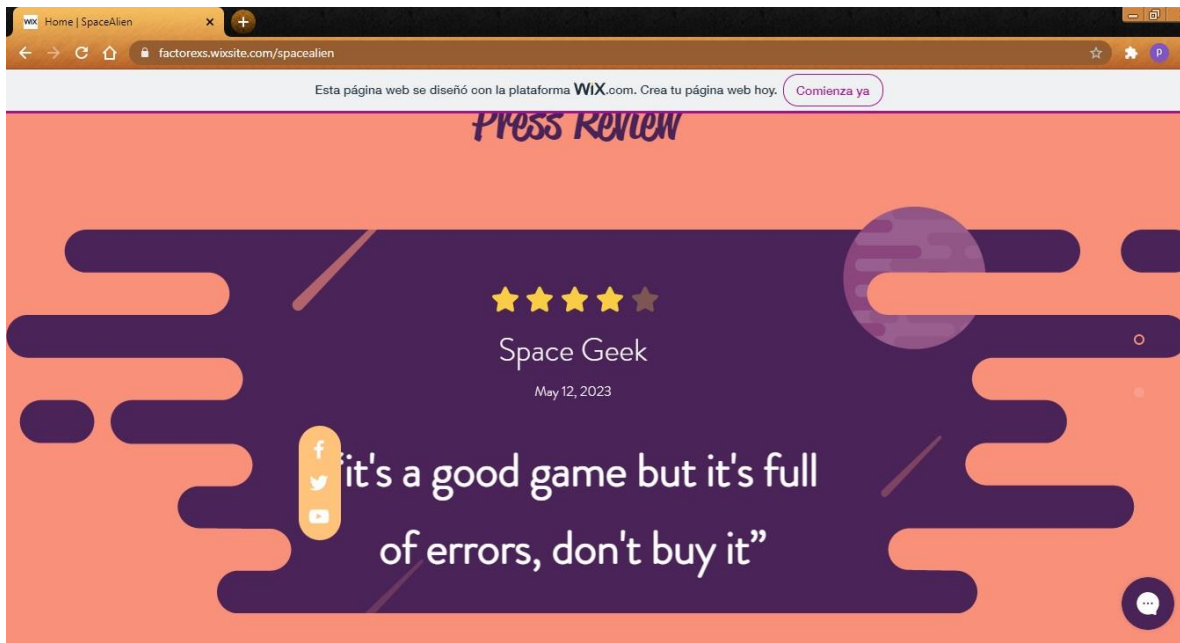 WIX Home | SpaceAlien
factorexs.wixsite.com/spacealien
P
Esta página web se diseñó con la plataforma WiX.com. Crea tu página web hoy. Comienza ya
Press Review
Space Geek
May 12, 2023
“it's a good game but it's full
of errors, don't buy it”